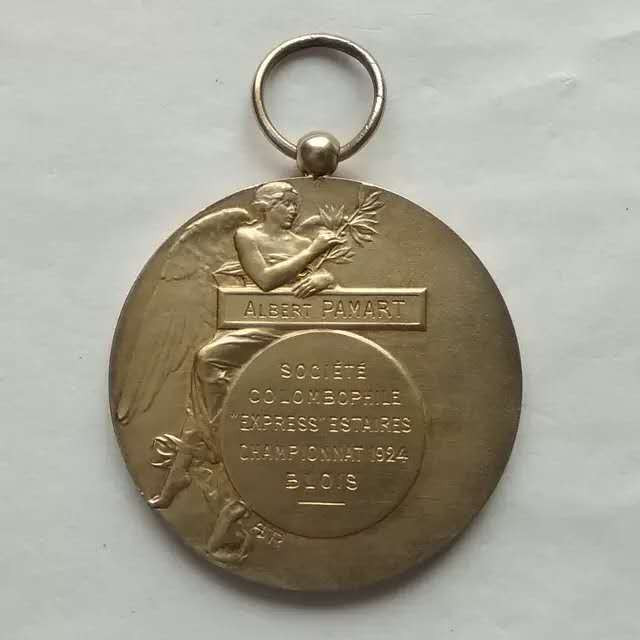 ALBERT PAMART
SOCIÉTÉ
COLOMBOPHILE
"EXPRESS" ESTAIRES
CHAMPIONNAT 1924
BLOIS